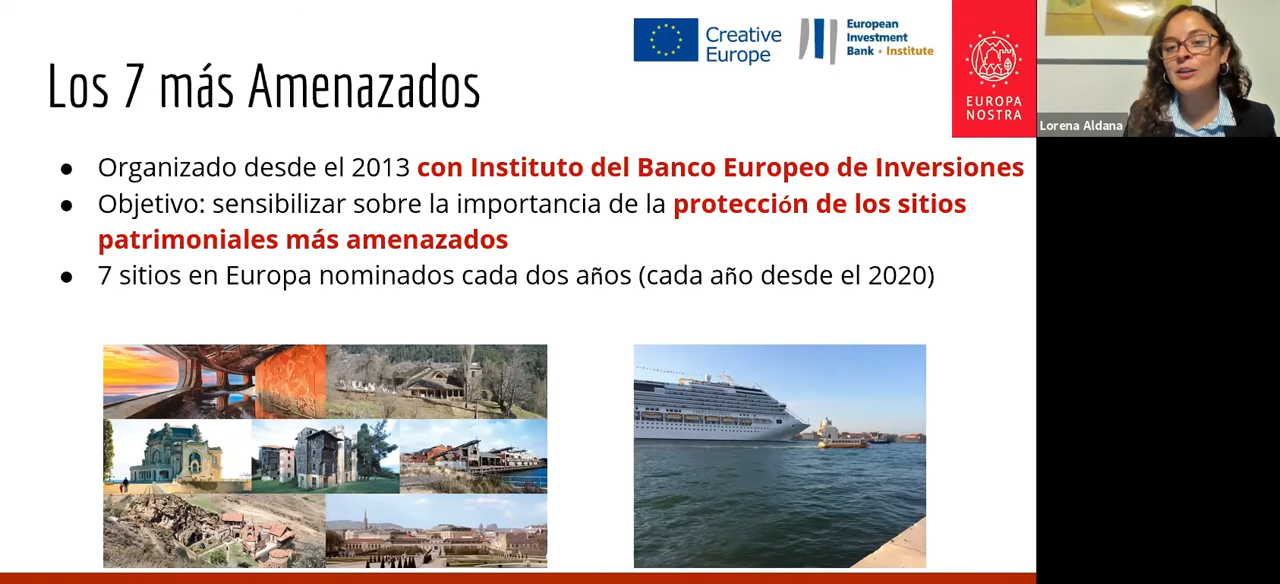 Creative
Europe
European
Investment
Bank • Institute
EUROPA
NOSTRA
Lorena Aldana
Los 7 más Amenazados
● Organizado desde el 2013 con Instituto del Banco Europeo de Inversiones
● Objetivo: sensibilizar sobre la importancia de la protección de los sitios
patrimoniales más amenazados
● 7 sitios en Europa nominados cada dos años (cada año desde el 2020)